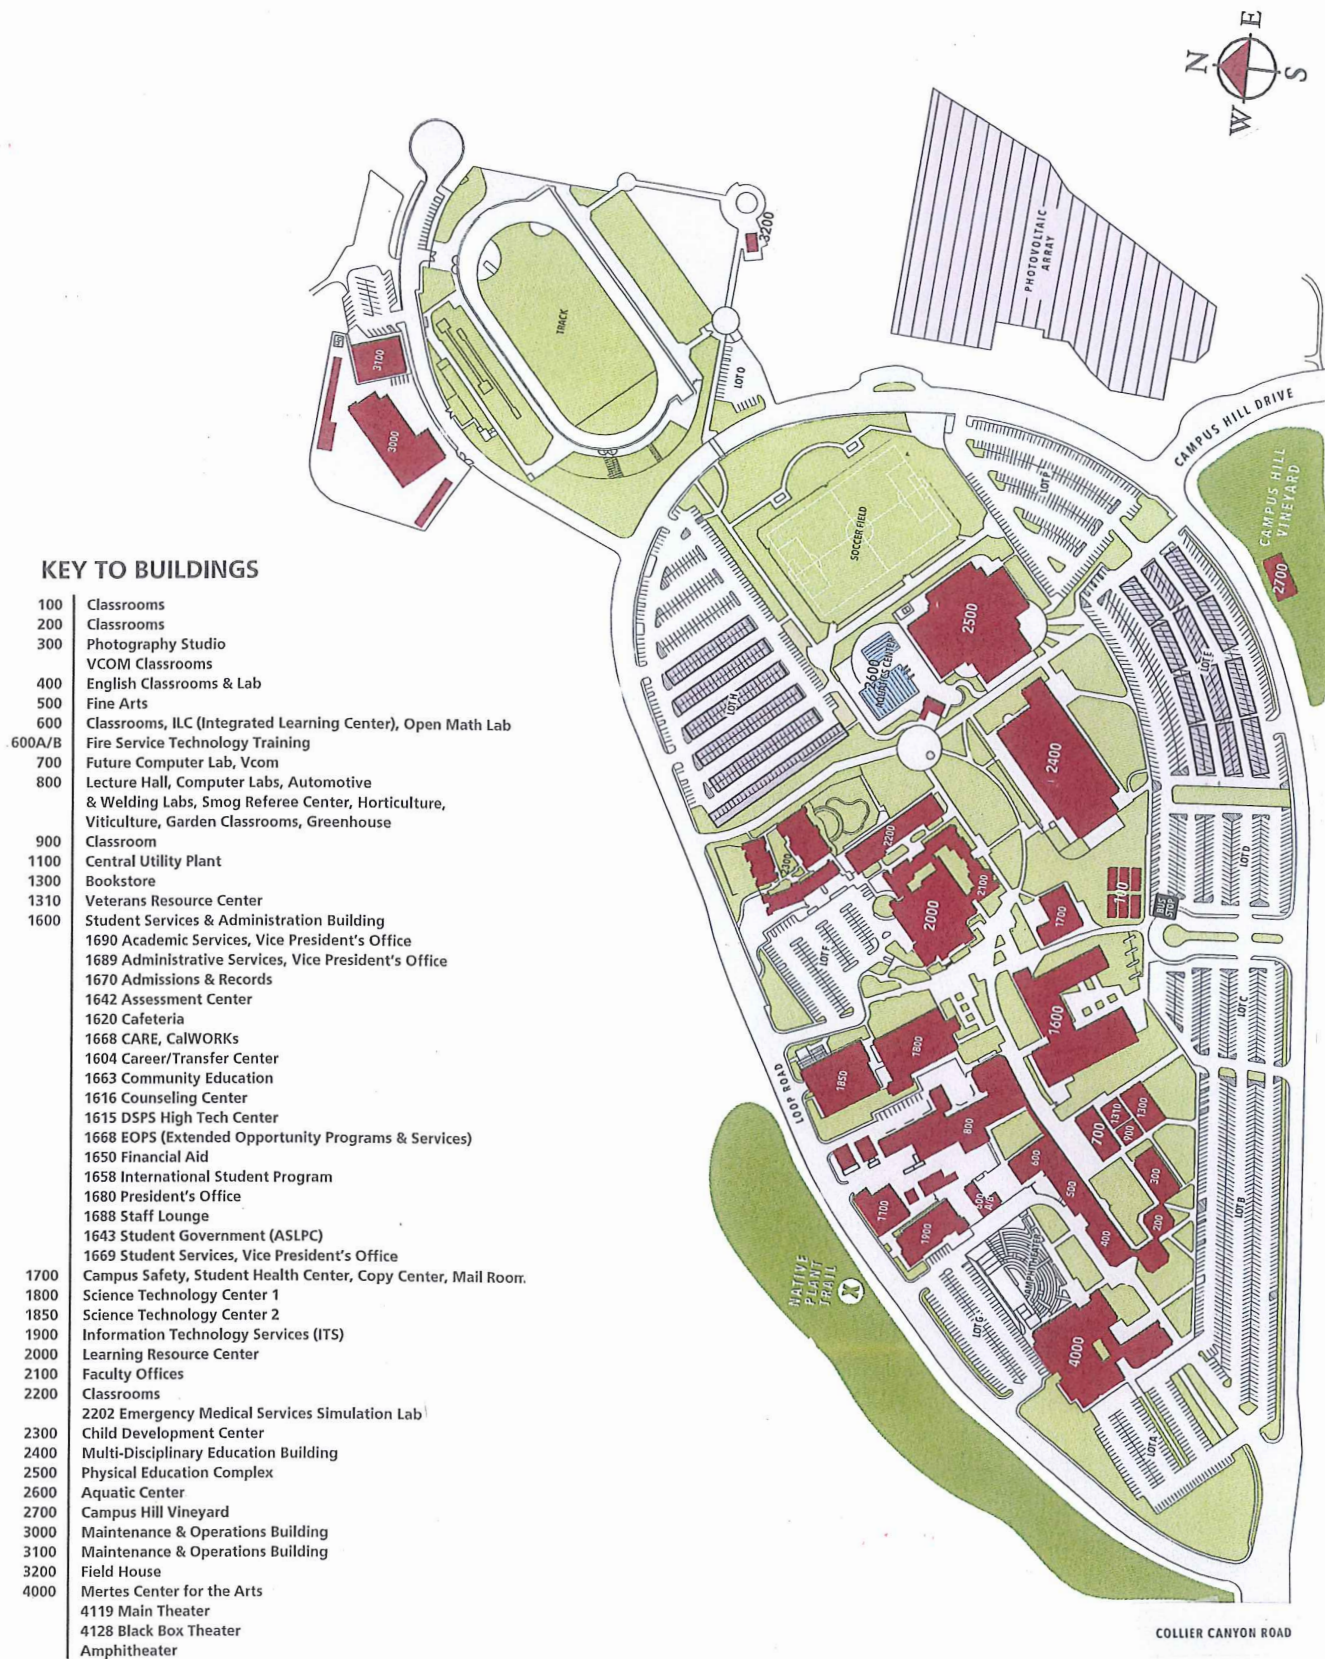 N
E
S
W
PHOTOVOLTAIC
ARRAY
3200
TRACK
3100
3000
LOT O
CAMPUS HILL DRIVE
CAMPUS HILL
VINEYARD
2700
LOT P
SOCCER FIELD
2500
2600
AQUATICS CENTER
LOT H
LOT E
2400
2200
2300
2100
2000
LOT F
1700
100
BUS
STOP
LOT D
LOT C
1600
1800
1850
LOOP ROAD
800
700
1310
1300
900
600
500
300
200
400
1100
1900
600
A/B
LOT B
NATIVE
PLANT
TRAIL
AMPHITHEATER
LOT G
4000
LOT A
COLLIER CANYON ROAD
KEY TO BUILDINGS
100 Classrooms
200 Classrooms
300 Photography Studio
VCOM Classrooms
400 English Classrooms & Lab
500 Fine Arts
600 Classrooms, ILC (Integrated Learning Center), Open Math Lab
600A/B Fire Service Technology Training
700 Future Computer Lab, Vcom
800 Lecture Hall, Computer Labs, Automotive
& Welding Labs, Smog Referee Center, Horticulture,
Viticulture, Garden Classrooms, Greenhouse
900 Classroom
1100 Central Utility Plant
1300 Bookstore
1310 Veterans Resource Center
1600 Student Services & Administration Building
1690 Academic Services, Vice President's Office
1689 Administrative Services, Vice President's Office
1670 Admissions & Records
1642 Assessment Center
1620 Cafeteria
1668 CARE, CalWORKs
1604 Career/Transfer Center
1663 Community Education
1616 Counseling Center
1615 DSPS High Tech Center
1668 EOPS (Extended Opportunity Programs & Services)
1650 Financial Aid
1658 International Student Program
1680 President's Office
1688 Staff Lounge
1643 Student Government (ASLPC)
1669 Student Services, Vice President's Office
1700 Campus Safety, Student Health Center, Copy Center, Mail Room.
1800 Science Technology Center 1
1850 Science Technology Center 2
1900 Information Technology Services (ITS)
2000 Learning Resource Center
2100 Faculty Offices
2200 Classrooms
2202 Emergency Medical Services Simulation Lab
2300 Child Development Center
2400 Multi-Disciplinary Education Building
2500 Physical Education Complex
2600 Aquatic Center
2700 Campus Hill Vineyard
3000 Maintenance & Operations Building
3100 Maintenance & Operations Building
3200 Field House
4000 Mertes Center for the Arts
4119 Main Theater
4128 Black Box Theater
Amphitheater